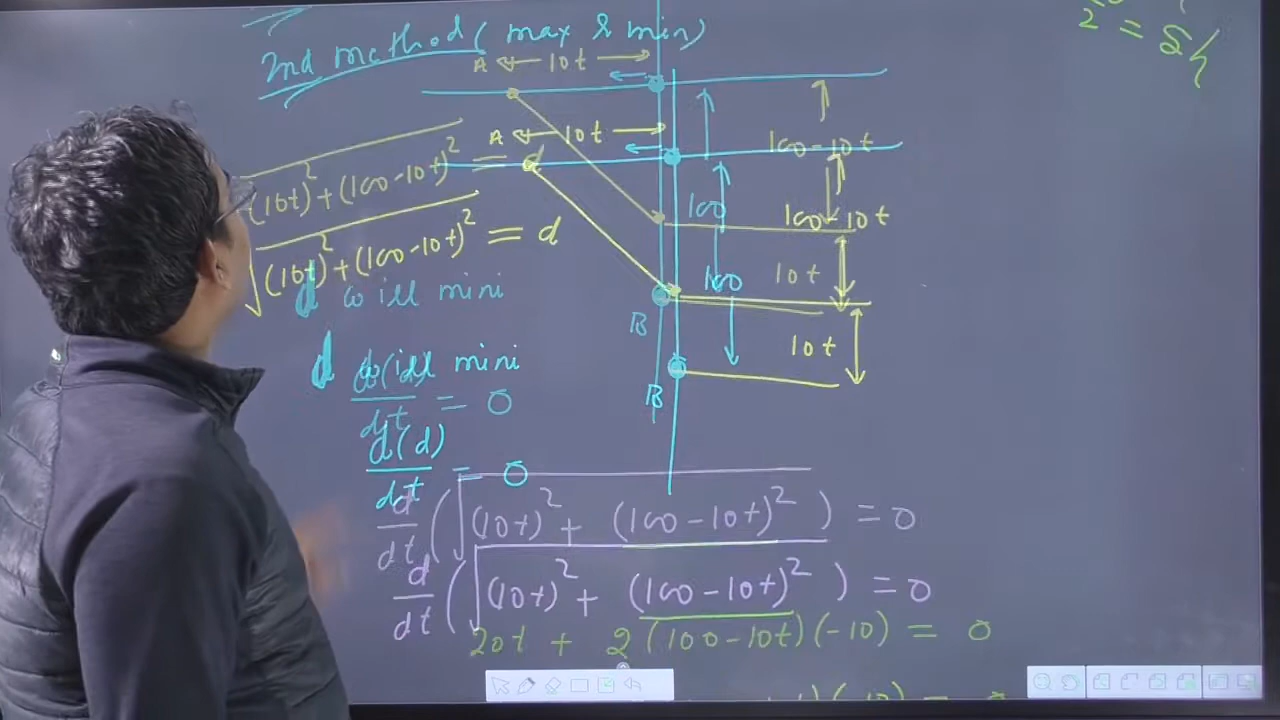 2 = 5√
2nd method ( max & min)
A ← 10t →
100-10t
A ← 10t →
√(10t)² + (100-10t)² = d
100
100-10t
√(10t)² + (100-10t)² = d
10t
100
d will mini
B
10t
d will mini
d(d)/dt = 0
B
d(d)/dt = 0
d/dt (√(10t)² + (100-10t)² ) = 0
d/dt (√(10t)² + (100-10t)² ) = 0
20t + 2(100-10t)(-10) = 0